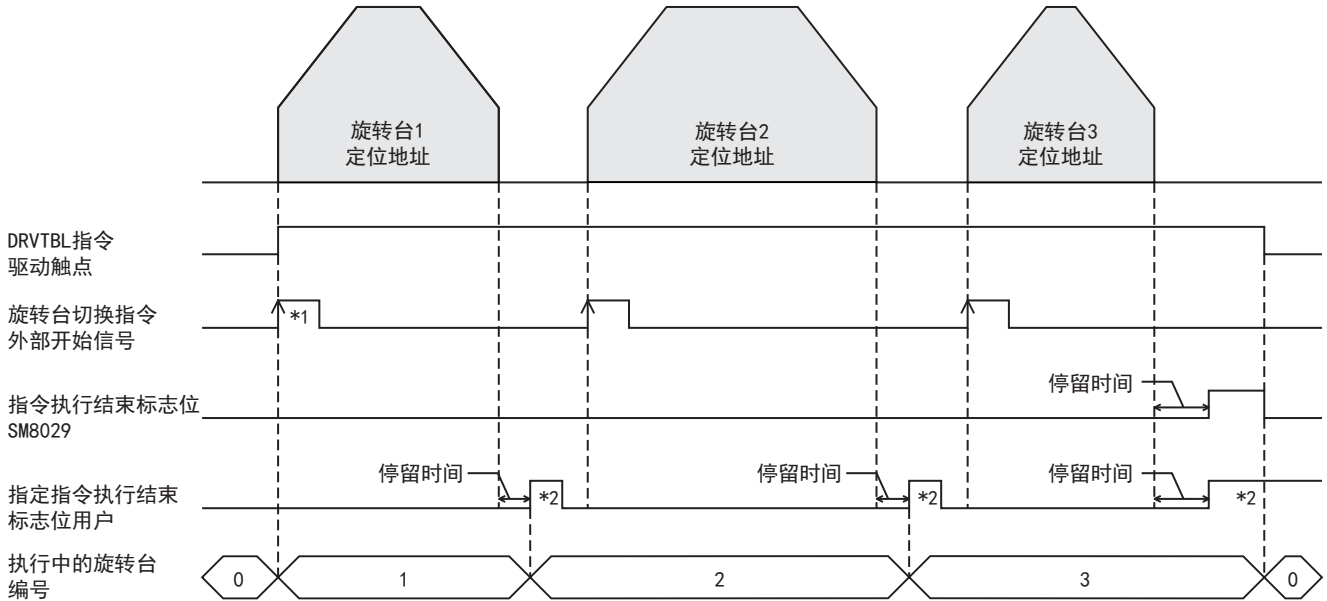 旋转台1
定位地址
旋转台2
定位地址
旋转台3
定位地址
DRVTBL指令
驱动触点
旋转台切换指令
外部开始信号
*1
指令执行结束标志位
SM8029
停留时间
指定指令执行结束
标志位用户
停留时间
*2
停留时间
*2
停留时间
*2
执行中的旋转台
编号
0
1
2
3
0